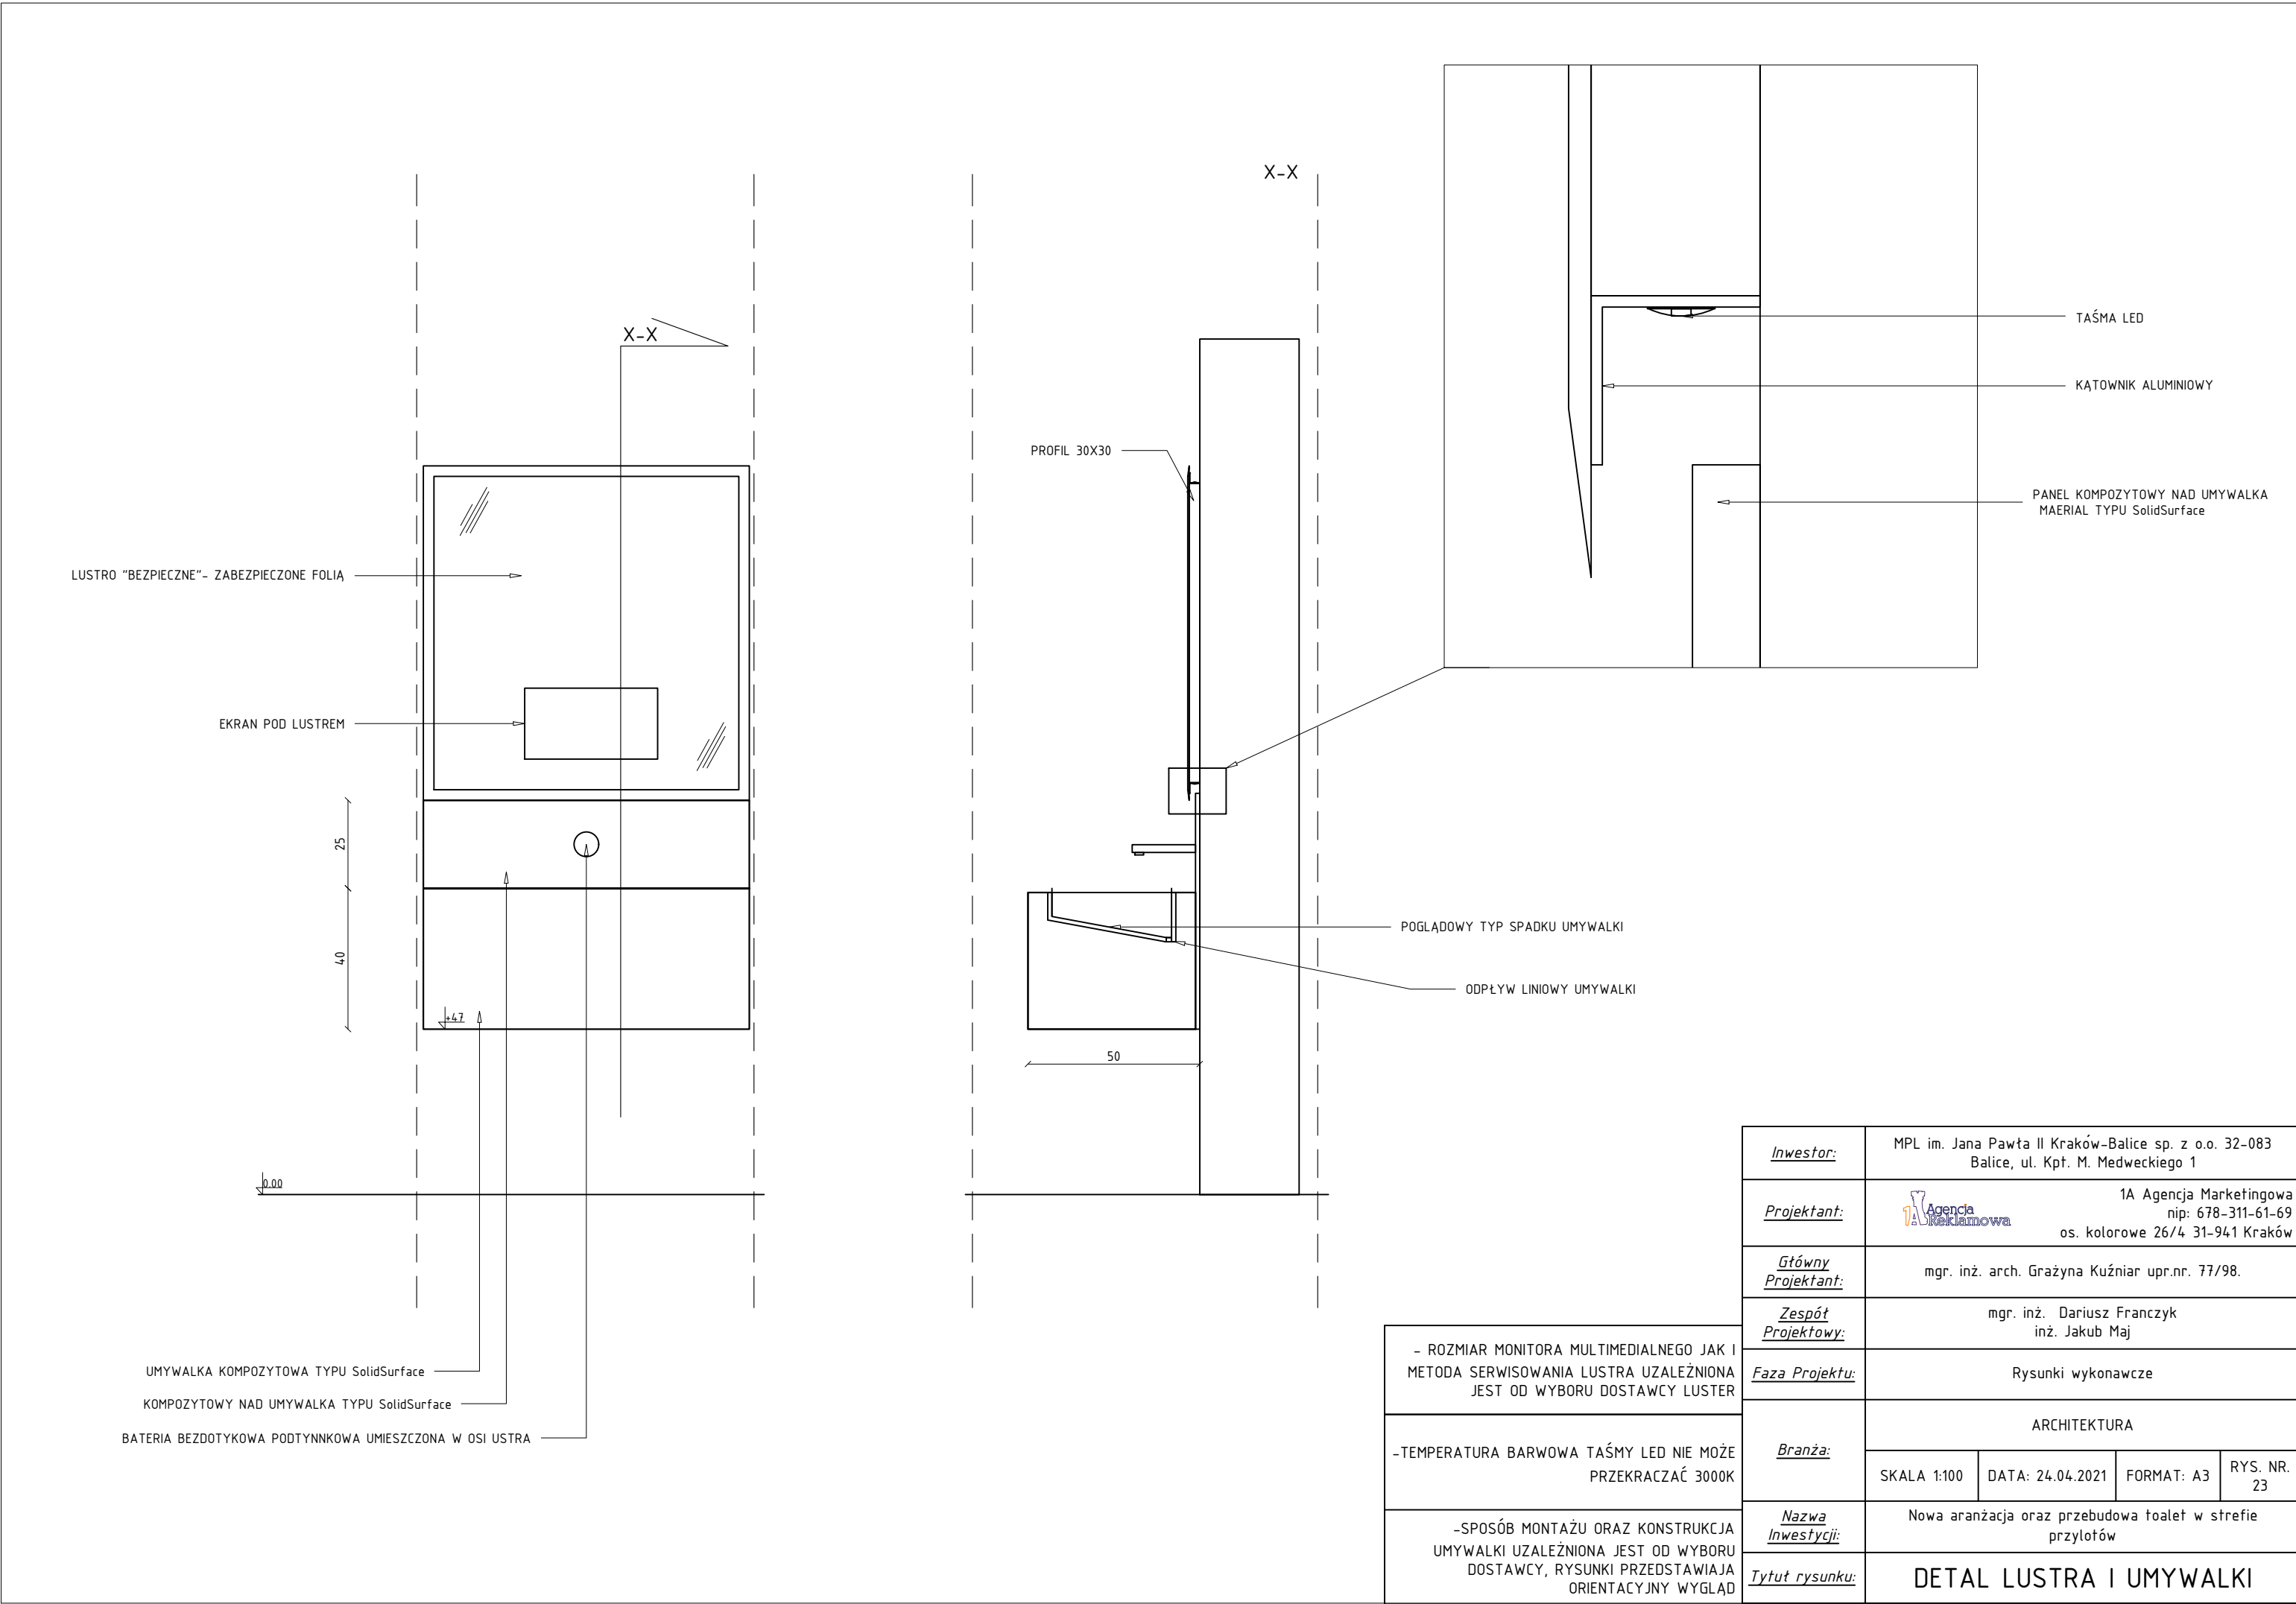 X-X
X-X
PROFIL 30X30
LUSTRO "BEZPIECZNE"- ZABEZPIECZONE FOLIĄ
EKRAN POD LUSTREM
25
40
+47
0.00
50
TAŚMA LED
KĄTOWNIK ALUMINIOWY
PANEL KOMPOZYTOWY NAD UMYWALKA
MAERIAL TYPU SolidSurface
POGLĄDOWY TYP SPADKU UMYWALKI
ODPŁYW LINIOWY UMYWALKI
UMYWALKA KOMPOZYTOWA TYPU SolidSurface
KOMPOZYTOWY NAD UMYWALKA TYPU SolidSurface
BATERIA BEZDOTYKOWA PODTYNNKOWA UMIESZCZONA W OSI USTRA
- ROZMIAR MONITORA MULTIMEDIALNEGO JAK I
METODA SERWISOWANIA LUSTRA UZALEŻNIONA
JEST OD WYBORU DOSTAWCY LUSTER
-TEMPERATURA BARWOWA TAŚMY LED NIE MOŻE
PRZEKRACZAĆ 3000K
-SPOSÓB MONTAŻU ORAZ KONSTRUKCJA
UMYWALKI UZALEŻNIONA JEST OD WYBORU
DOSTAWCY, RYSUNKI PRZEDSTAWIAJA
ORIENTACYJNY WYGLĄD
Inwestor:
MPL im. Jana Pawła II Kraków-Balice sp. z o.o. 32-083
Balice, ul. Kpt. M. Medweckiego 1
Projektant:
1A Agencja
Reklamowa
1A Agencja Marketingowa
nip: 678-311-61-69
os. kolorowe 26/4 31-941 Kraków
Główny
Projektant:
mgr. inż. arch. Grażyna Kuźniar upr.nr. 77/98.
Zespół
Projektowy:
mgr. inż. Dariusz Franczyk
inż. Jakub Maj
Faza Projektu:
Rysunki wykonawcze
Branża:
ARCHITEKTURA
SKALA 1:100
DATA: 24.04.2021
FORMAT: A3
RYS. NR.
23
Nazwa
Inwestycji:
Nowa aranżacja oraz przebudowa toalet w strefie
przylotów
Tytuł rysunku:
DETAL LUSTRA I UMYWALKI